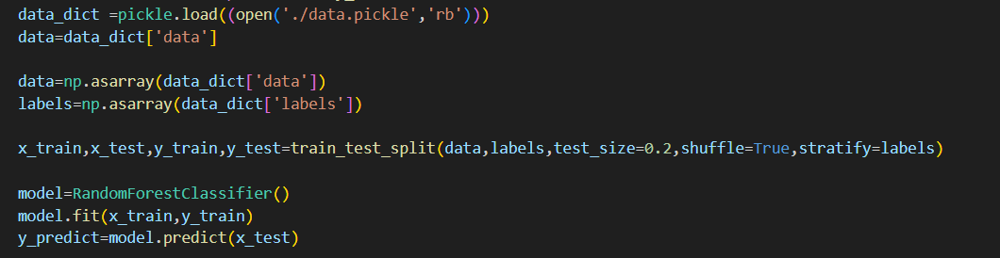 data_dict =pickle.load((open('./data.pickle','rb')))
data=data_dict['data']
data=np.asarray(data_dict['data'])
labels=np.asarray(data_dict['labels'])
x_train,x_test,y_train,y_test=train_test_split(data,labels,test_size=0.2,shuffle=True,stratify=labels)
model=RandomForestClassifier()
model.fit(x_train,y_train)
y_predict=model.predict(x_test)